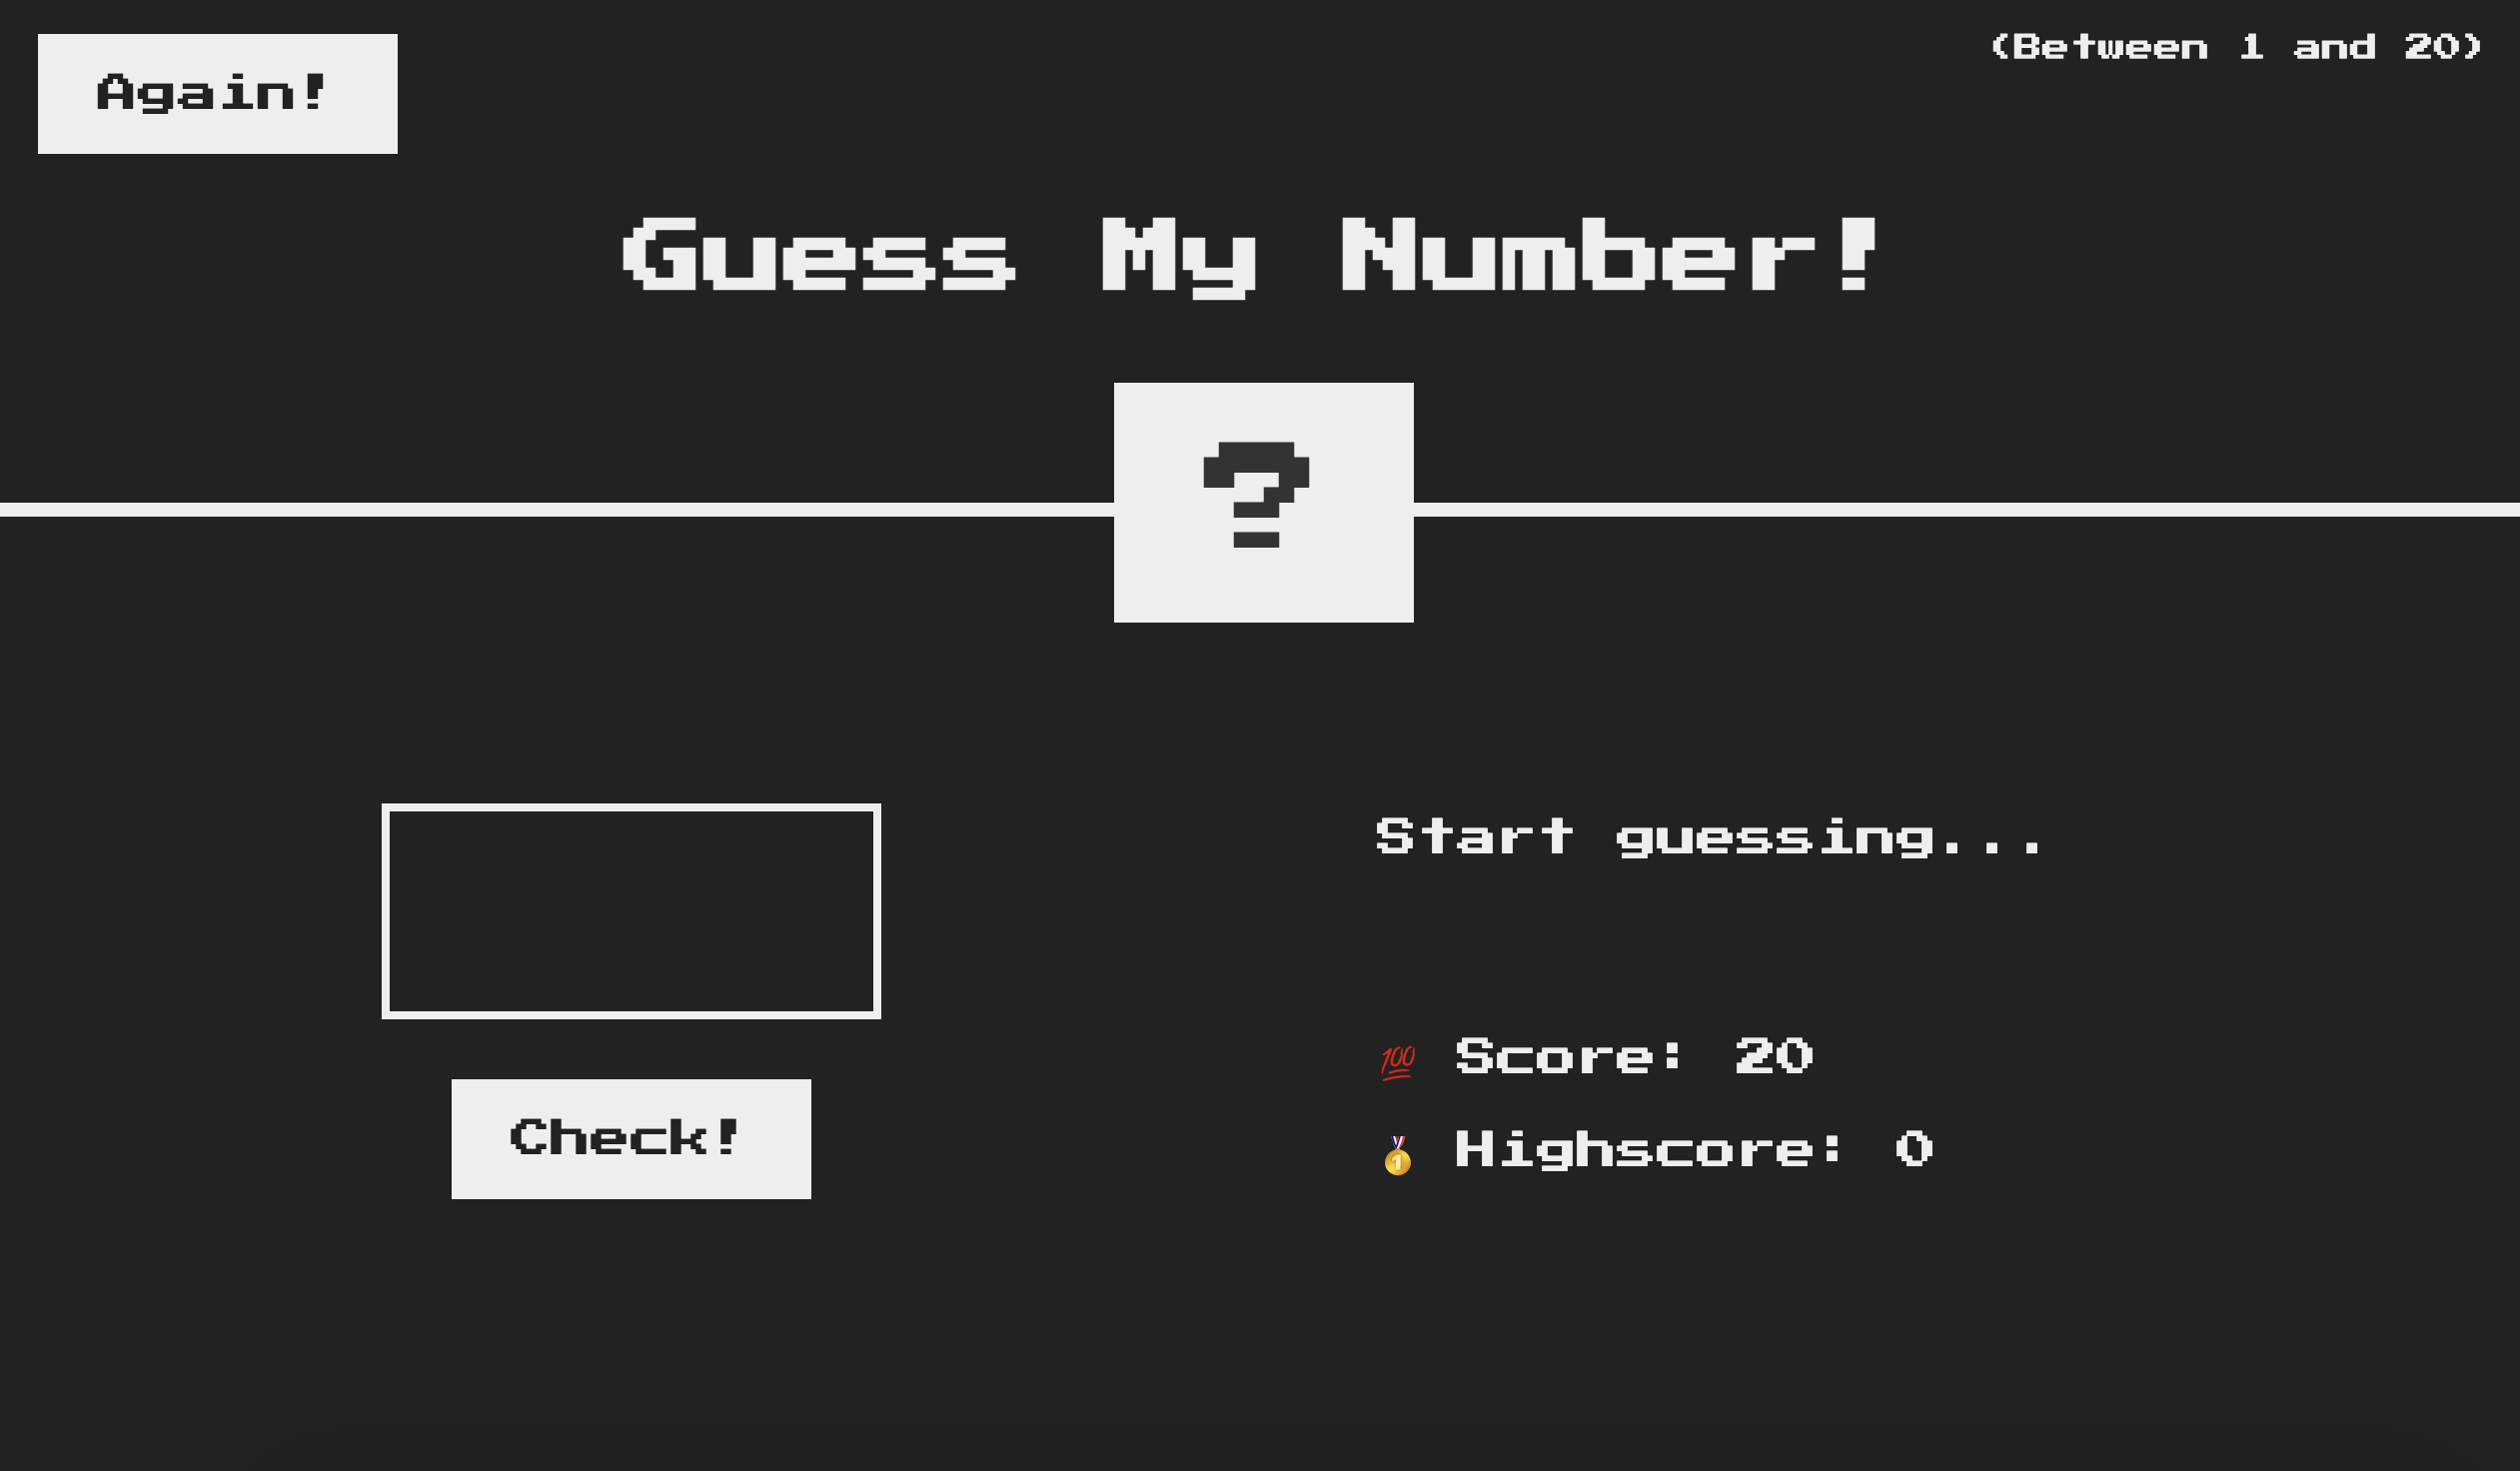 Again!
(Between 1 and 20)
Guess My Number!
?
Start guessing...
💯 Score: 20
Check!
🥇 Highscore: 0